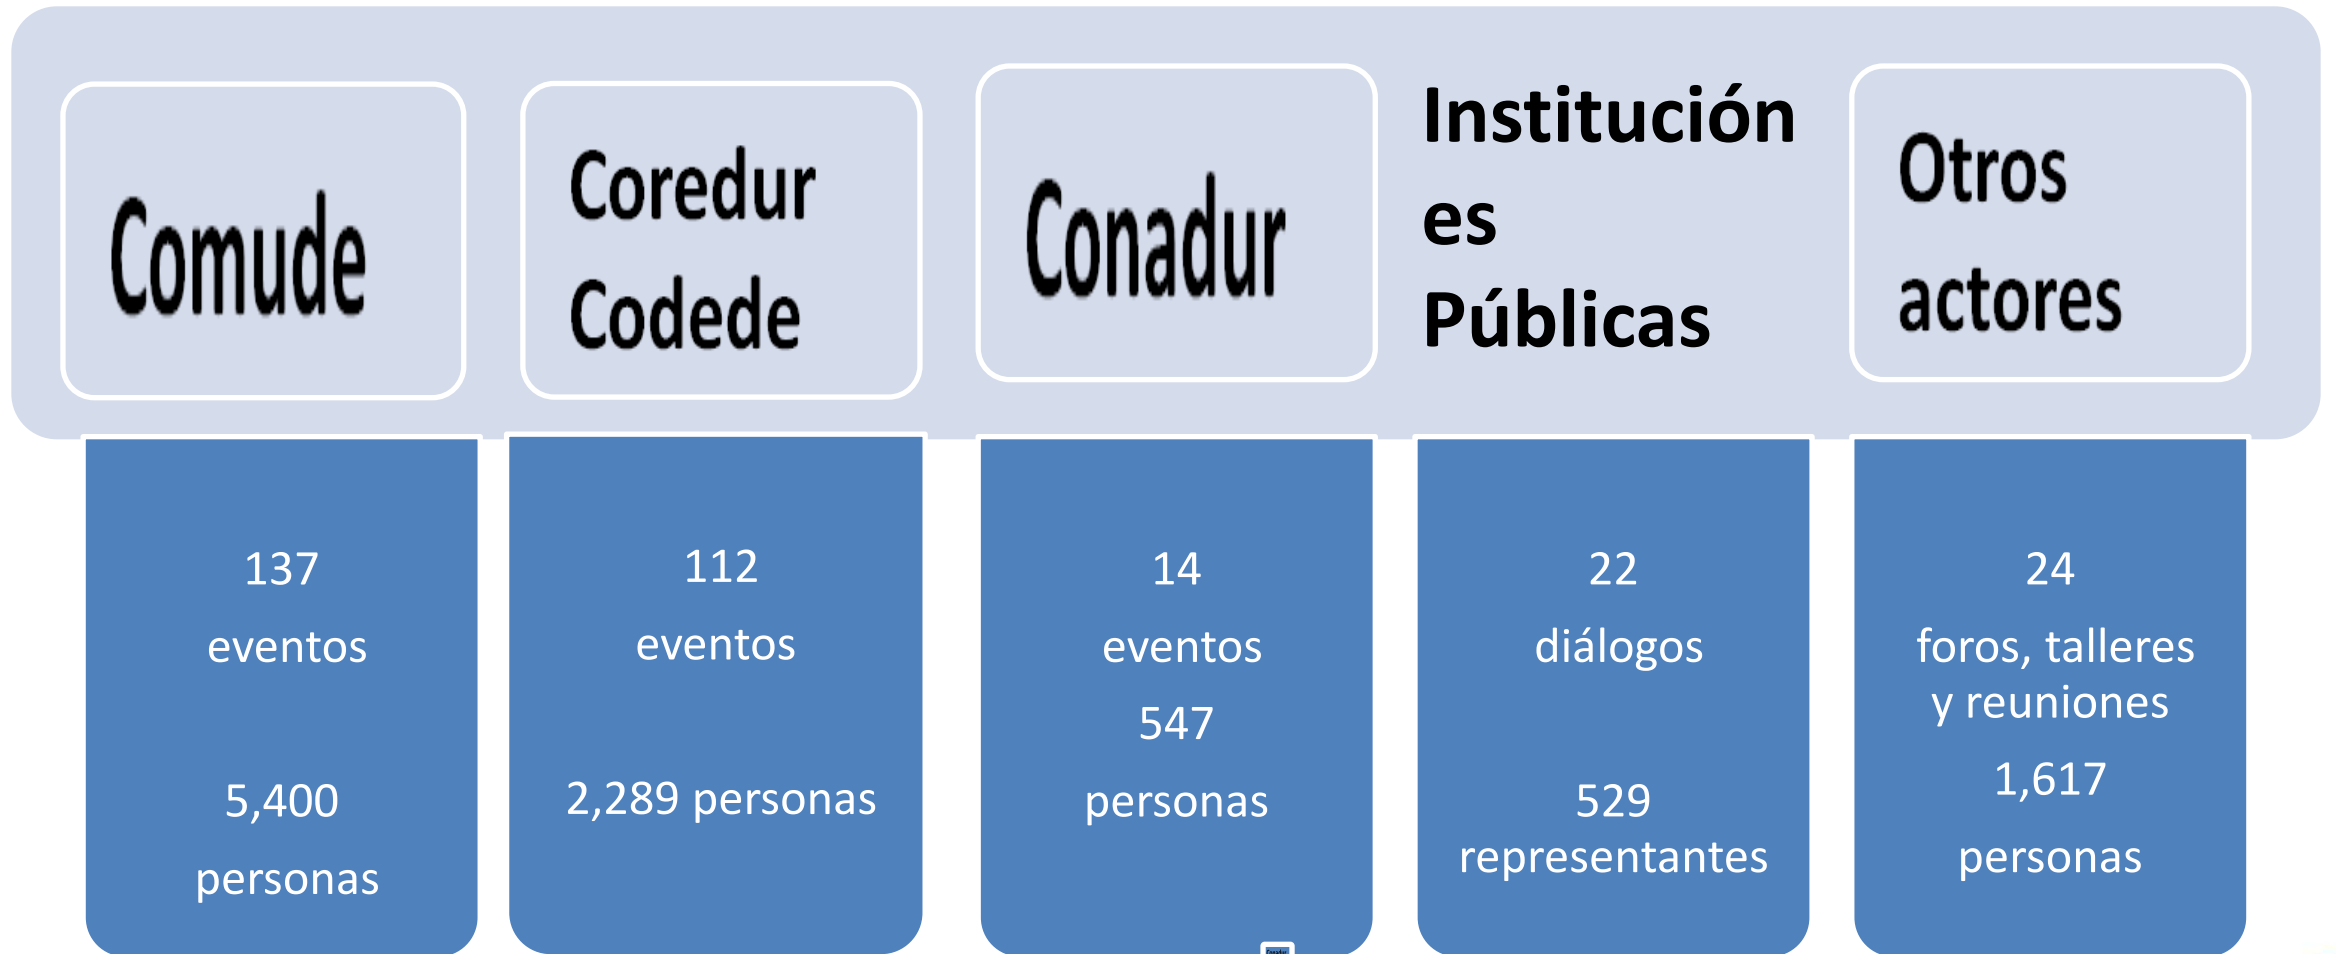 Comude
Coredur
Codede
Conadur
Institución
es
Públicas
Otros
actores
137
eventos
5,400
personas
112
eventos
2,289 personas
14
eventos
547
personas
22
diálogos
529
representantes
24
foros, talleres
y reuniones
1,617
personas
Conadur